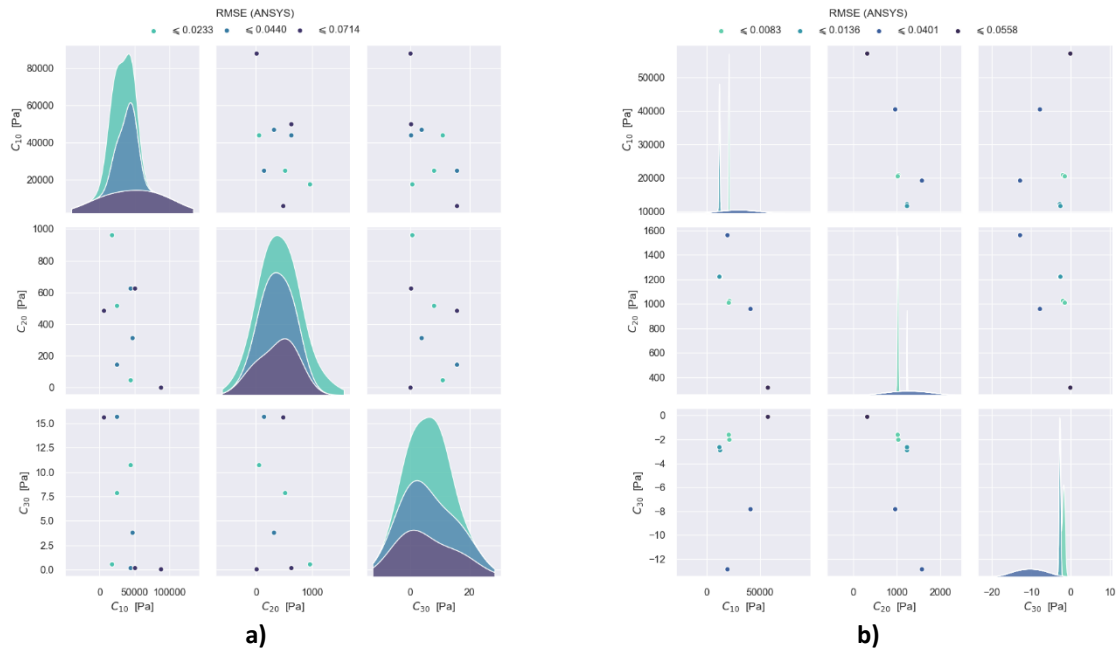 RMSE (ANSYS)
⩽ 0.0233 ⩽ 0.0440 ⩽ 0.0714
80000
60000
40000
20000
C₁₀ [Pa]
1000
800
600
400
200
0
C₂₀ [Pa]
15.0
12.5
10.0
7.5
5.0
2.5
0.0
C₃₀ [Pa]
0 50000 100000
0 1000
0 20
C₁₀ [Pa] C₂₀ [Pa] C₃₀ [Pa]
a)
RMSE (ANSYS)
⩽ 0.0083 ⩽ 0.0136 ⩽ 0.0401 ⩽ 0.0558
50000
40000
30000
20000
10000
C₁₀ [Pa]
1600
1400
1200
1000
800
600
400
C₂₀ [Pa]
0
−2
−4
−6
−8
−10
−12
C₃₀ [Pa]
0 50000
0 1000 2000
−20 −10 0 10
C₁₀ [Pa] C₂₀ [Pa] C₃₀ [Pa]
b)